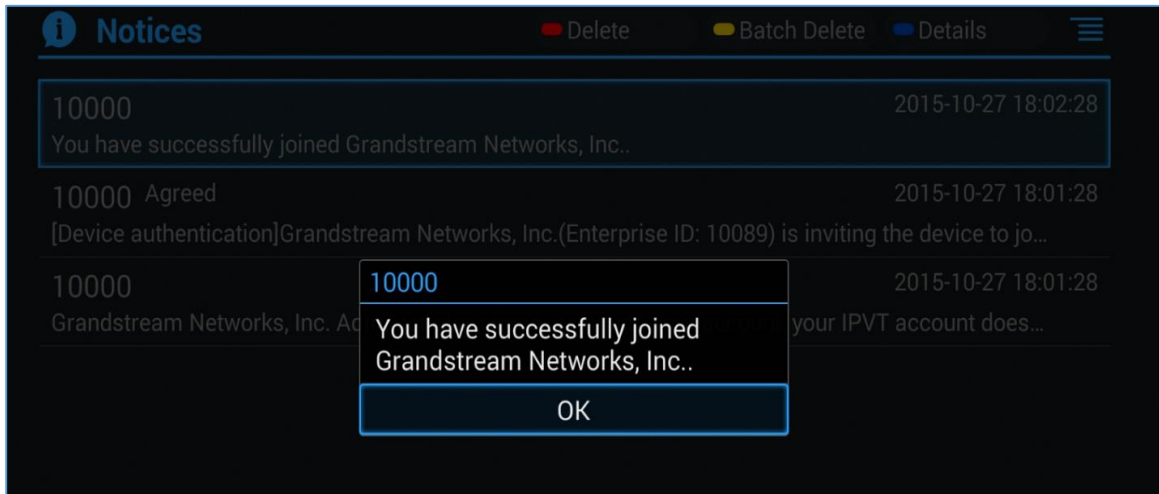 Notices
Delete
Batch Delete
Details
10000
2015-10-27 18:02:28
You have successfully joined Grandstream Networks, Inc..
10000 Agreed
2015-10-27 18:01:28
[Device authentication]Grandstream Networks, Inc.(Enterprise ID: 10089) is inviting the device to jo...
10000
2015-10-27 18:01:28
Grandstream Networks, Inc. your IPVT account does...
10000
You have successfully joined
Grandstream Networks, Inc..
OK